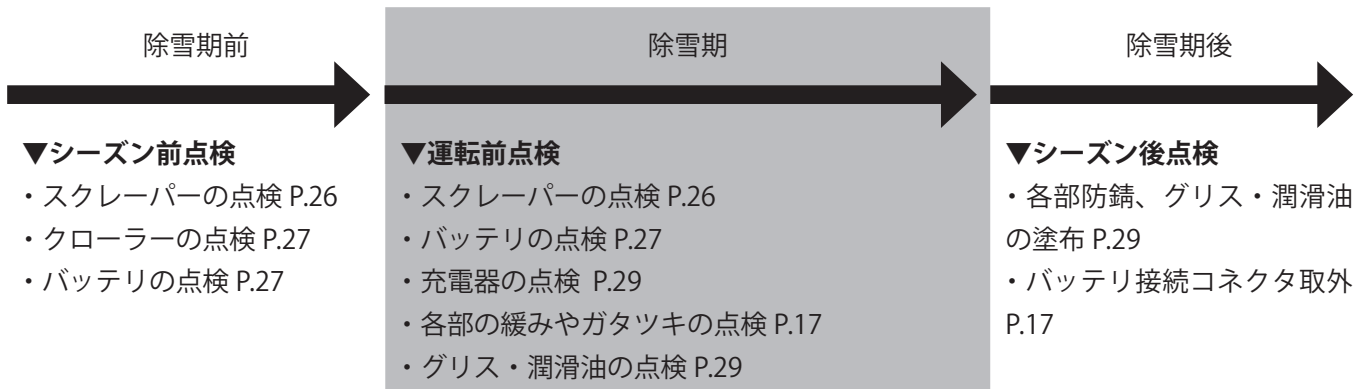 除雪期前
▼シーズン前点検
・スクレーパーの点検 P.26
・クローラーの点検 P.27
・バッテリの点検 P.27
除雪期
▼運転前点検
・スクレーパーの点検 P.26
・バッテリの点検 P.27
・充電器の点検 P.29
・各部の緩みやガタツキの点検 P.17
・グリス・潤滑油の点検 P.29
除雪期後
▼シーズン後点検
・各部防錆、グリス・潤滑油
の塗布 P.29
・バッテリ接続コネクタ取外
P.17